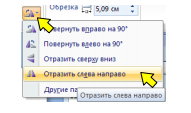 Обрезка 5,09 см
Повернуть вправо на 90°
Повернуть влево на 90°
Отразить сверху вниз
Отразить слева направо
Другие па
Отразить слева направо